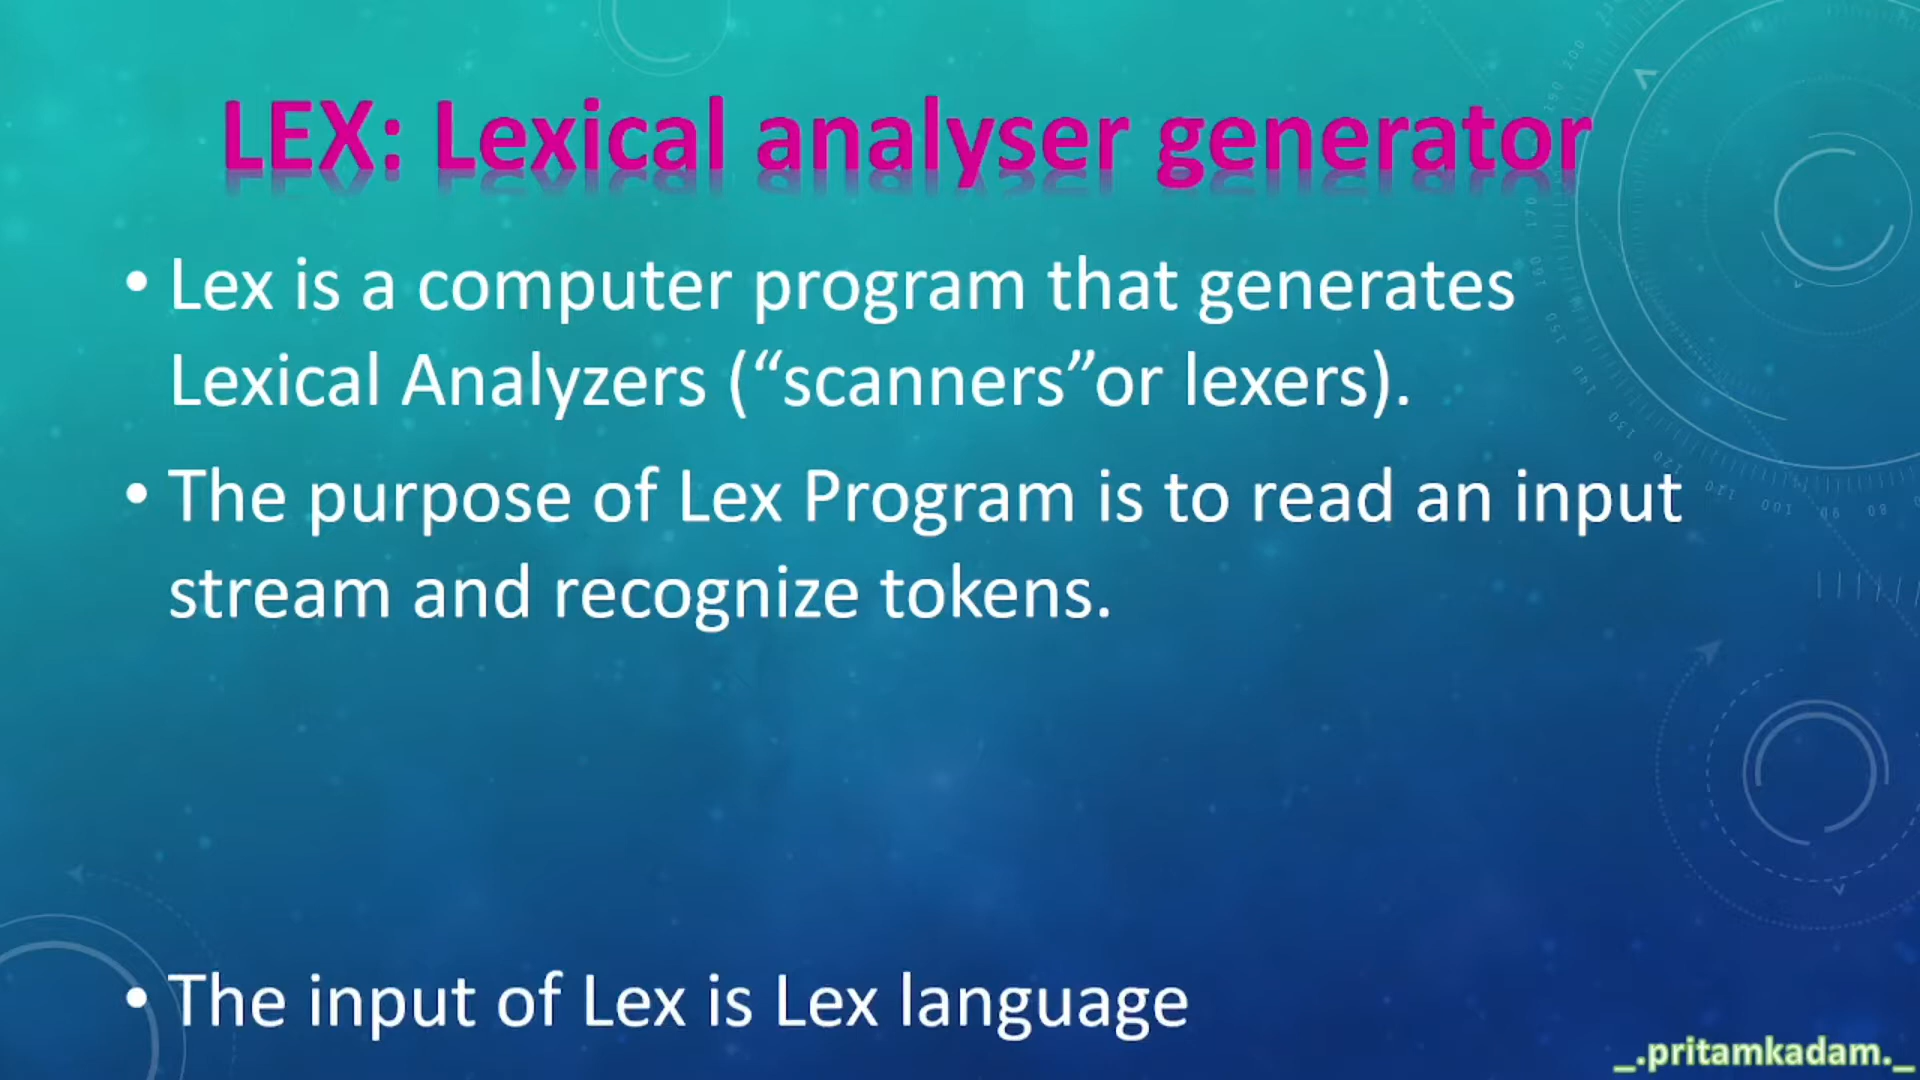 LEX: Lexical analyser generator
• Lex is a computer program that generates
Lexical Analyzers (“scanners”or lexers).
• The purpose of Lex Program is to read an input
stream and recognize tokens.
• The input of Lex is Lex language
_.pritamkadam._